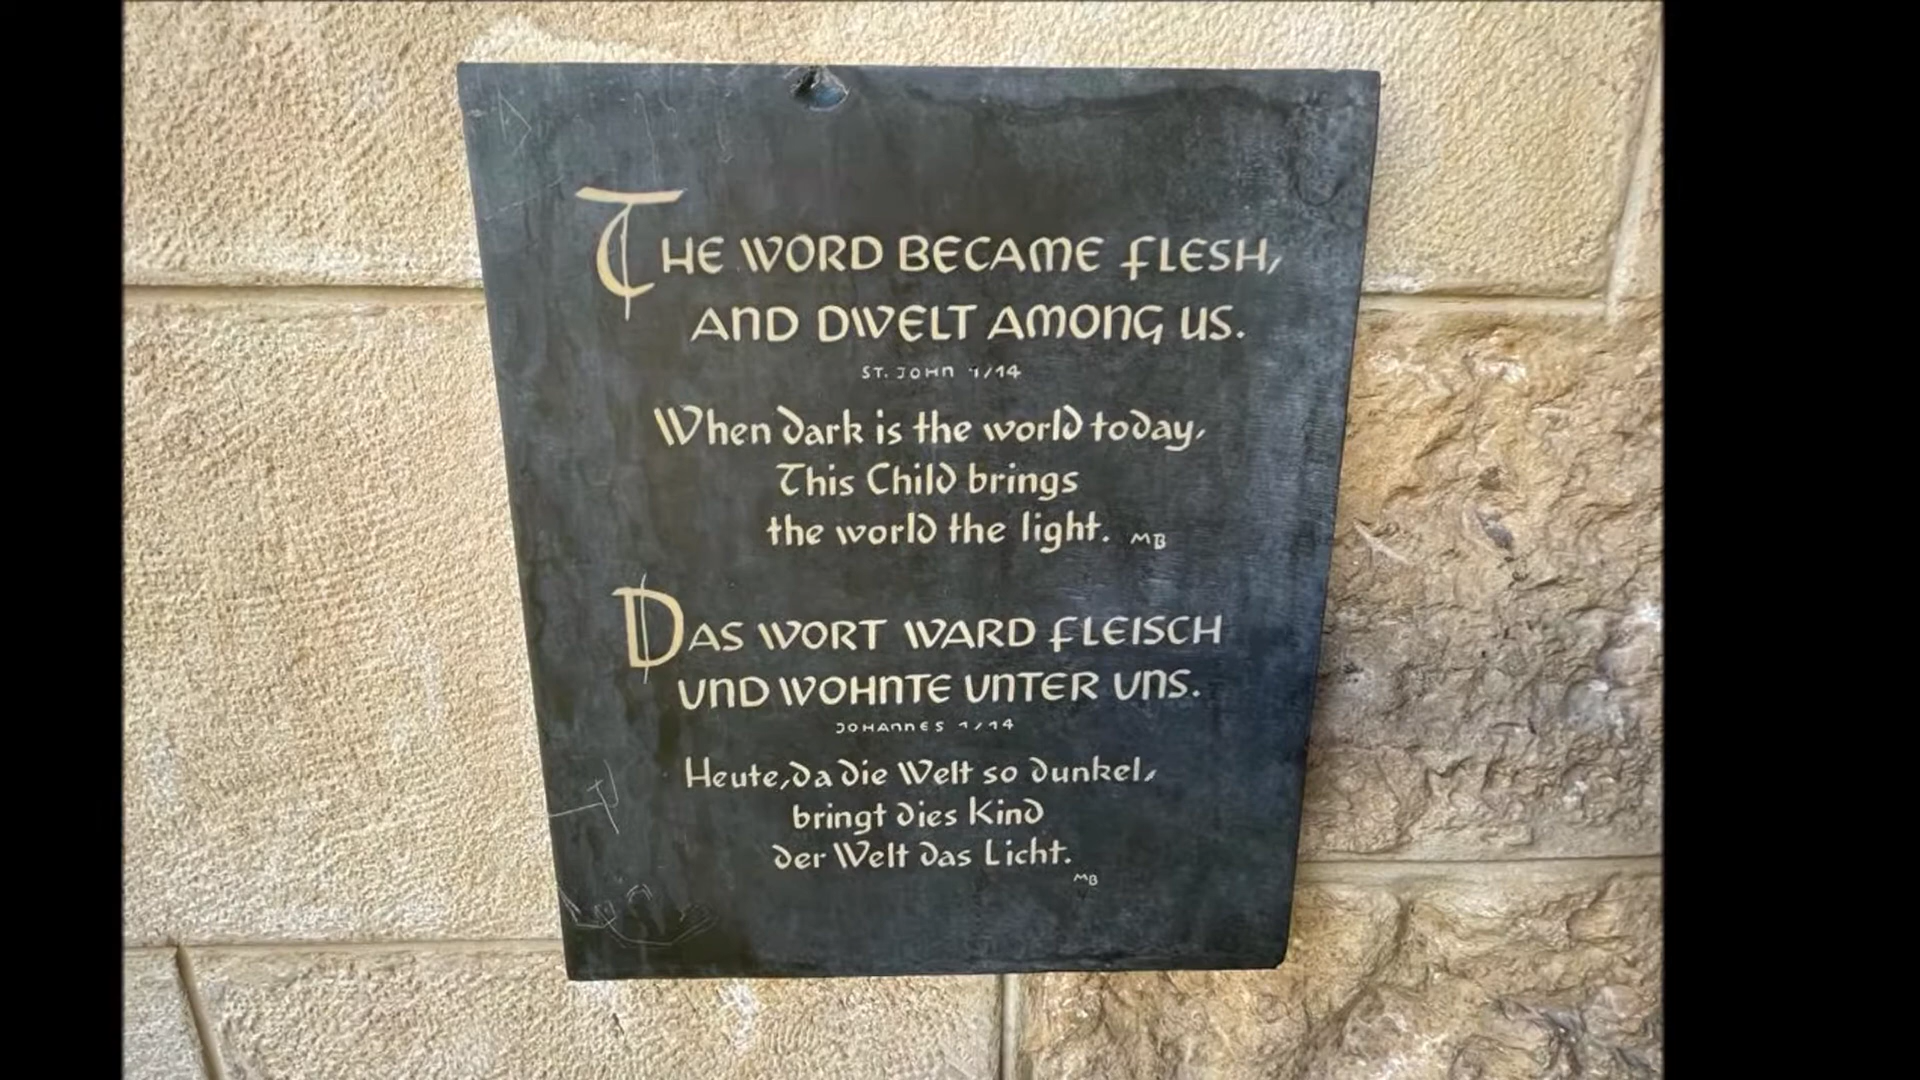 THE WORD BECAME FLESH,
AND DWELT AMONG US.
ST. JOHN 1/14
When dark is the world today,
This Child brings
the world the light. MB
DAS WORT WARD FLEISCH
UND WOHNTE UNTER UNS.
JOHANNES 1/14
Heute, da die Welt so dunkel,
bringt dies Kind
der Welt das Licht.
MB